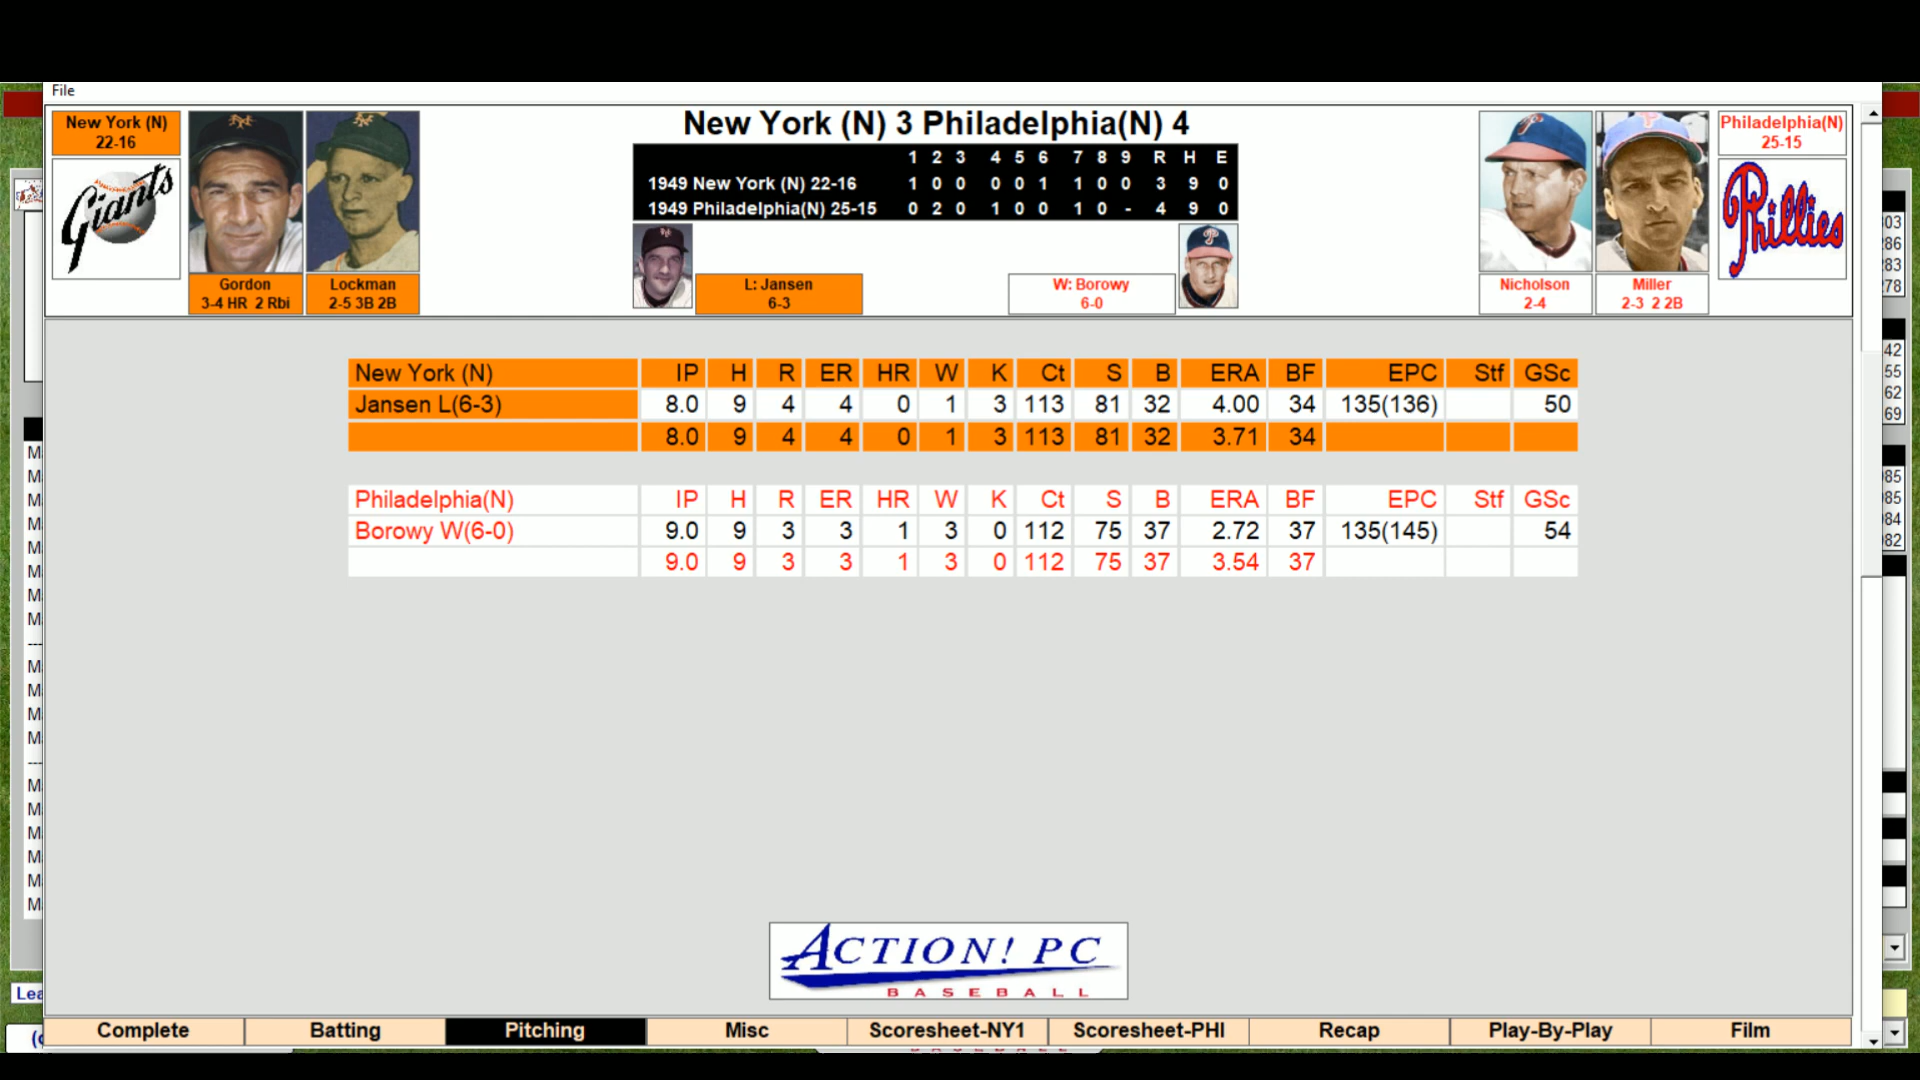 File
New York (N)
22-16
Giants
Gordon
3-4 HR 2 Rbi
Lockman
2-5 3B 2B
New York (N) 3 Philadelphia(N) 4
1 2 3 4 5 6 7 8 9 R H E
1949 New York (N) 22-16 1 0 0 0 0 1 1 0 0 3 9 0
1949 Philadelphia(N) 25-15 0 2 0 1 0 0 1 0 - 4 9 0
L: Jansen
6-3
W: Borowy
6-0
Nicholson
2-4
Miller
2-3 2 2B
Philadelphia(N)
25-15
Phillies
New York (N) IP H R ER HR W K Ct S B ERA BF EPC Stf GSc
Jansen L(6-3) 8.0 9 4 4 0 1 3 113 81 32 4.00 34 135(136) 50
8.0 9 4 4 0 1 3 113 81 32 3.71 34
Philadelphia(N) IP H R ER HR W K Ct S B ERA BF EPC Stf GSc
Borowy W(6-0) 9.0 9 3 3 1 3 0 112 75 37 2.72 37 135(145) 54
9.0 9 3 3 1 3 0 112 75 37 3.54 37
ACTION! PC
BASEBALL
Complete Batting Pitching Misc Scoresheet-NY1 Scoresheet-PHI Recap Play-By-Play Film